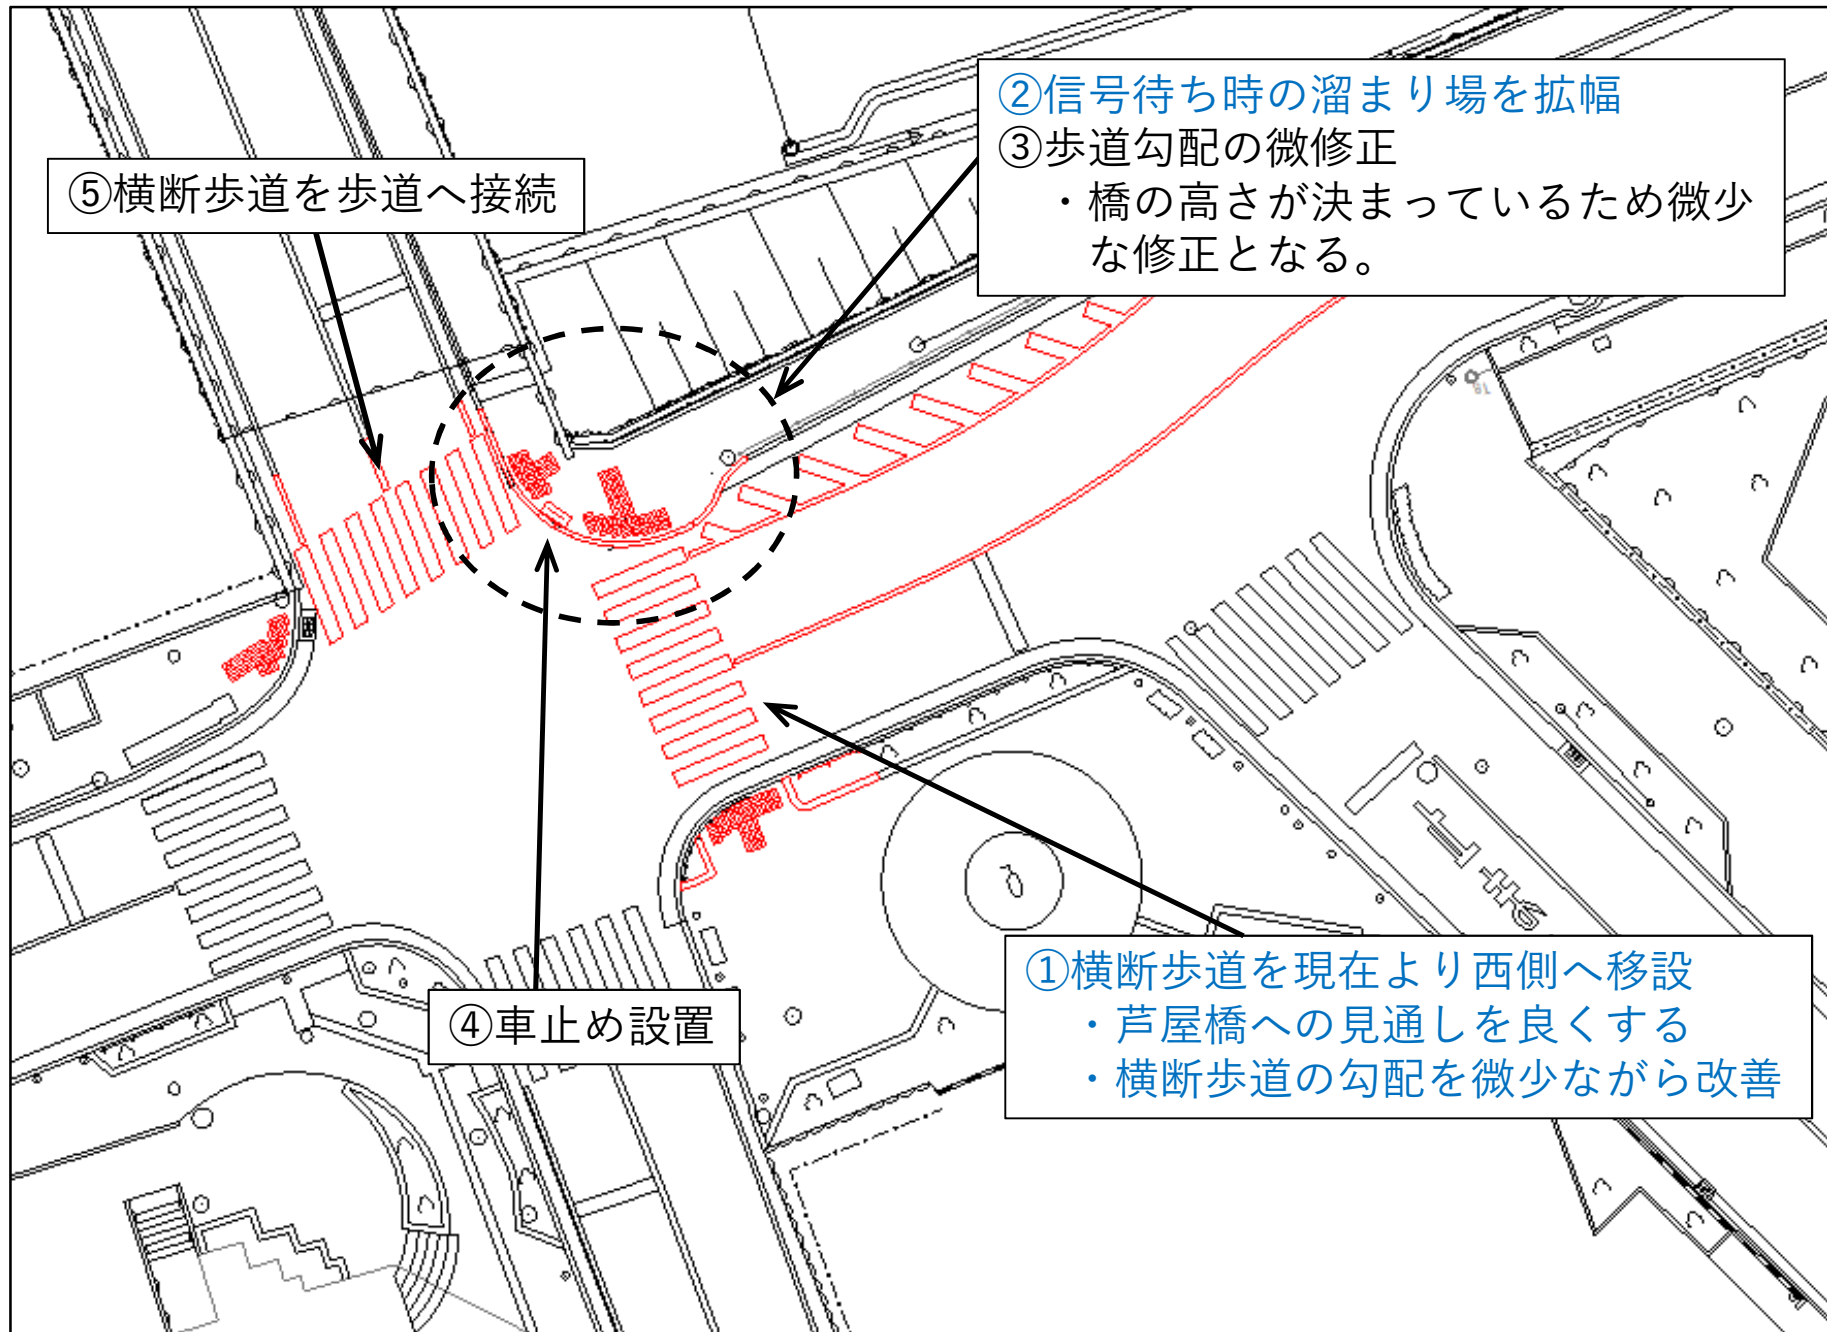 ②信号待ち時の溜まり場を拡幅
③歩道勾配の微修正
・橋の高さが決まっているため微少
な修正となる。
⑤横断歩道を歩道へ接続
④車止め設置
①横断歩道を現在より西側へ移設
・芦屋橋への見通しを良くする
・横断歩道の勾配を微少ながら改善